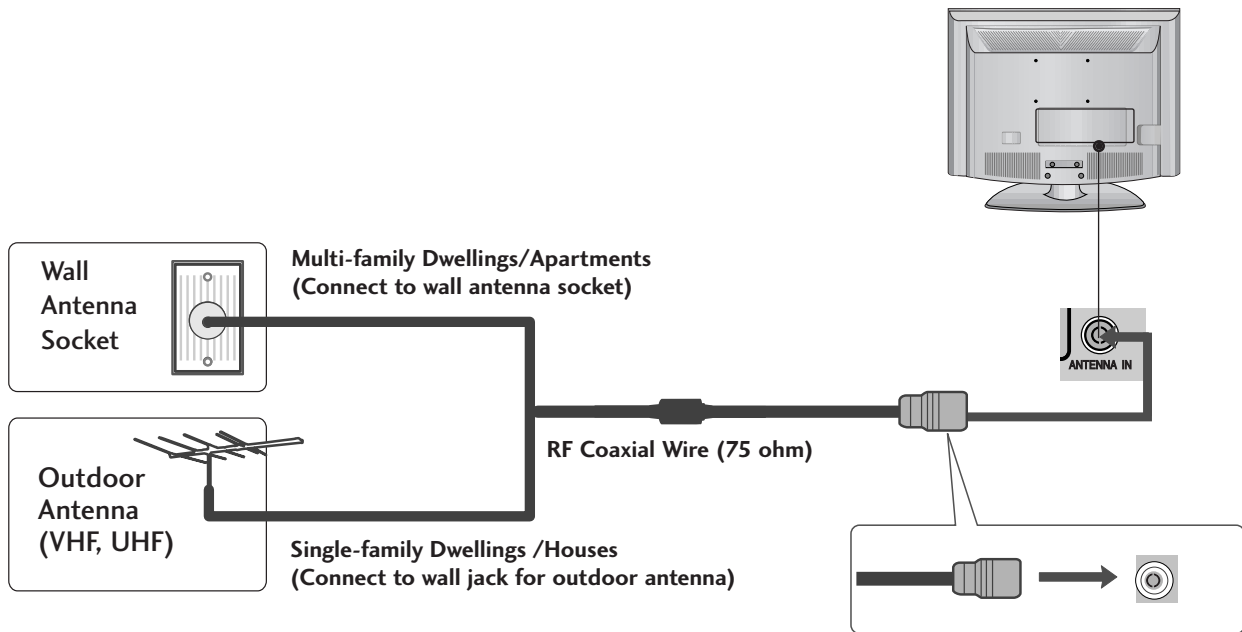 Wall
Antenna
Socket
Multi-family Dwellings/Apartments
(Connect to wall antenna socket)
ANTENNA IN
RF Coaxial Wire (75 ohm)
Outdoor
Antenna
(VHF, UHF)
Single-family Dwellings /Houses
(Connect to wall jack for outdoor antenna)